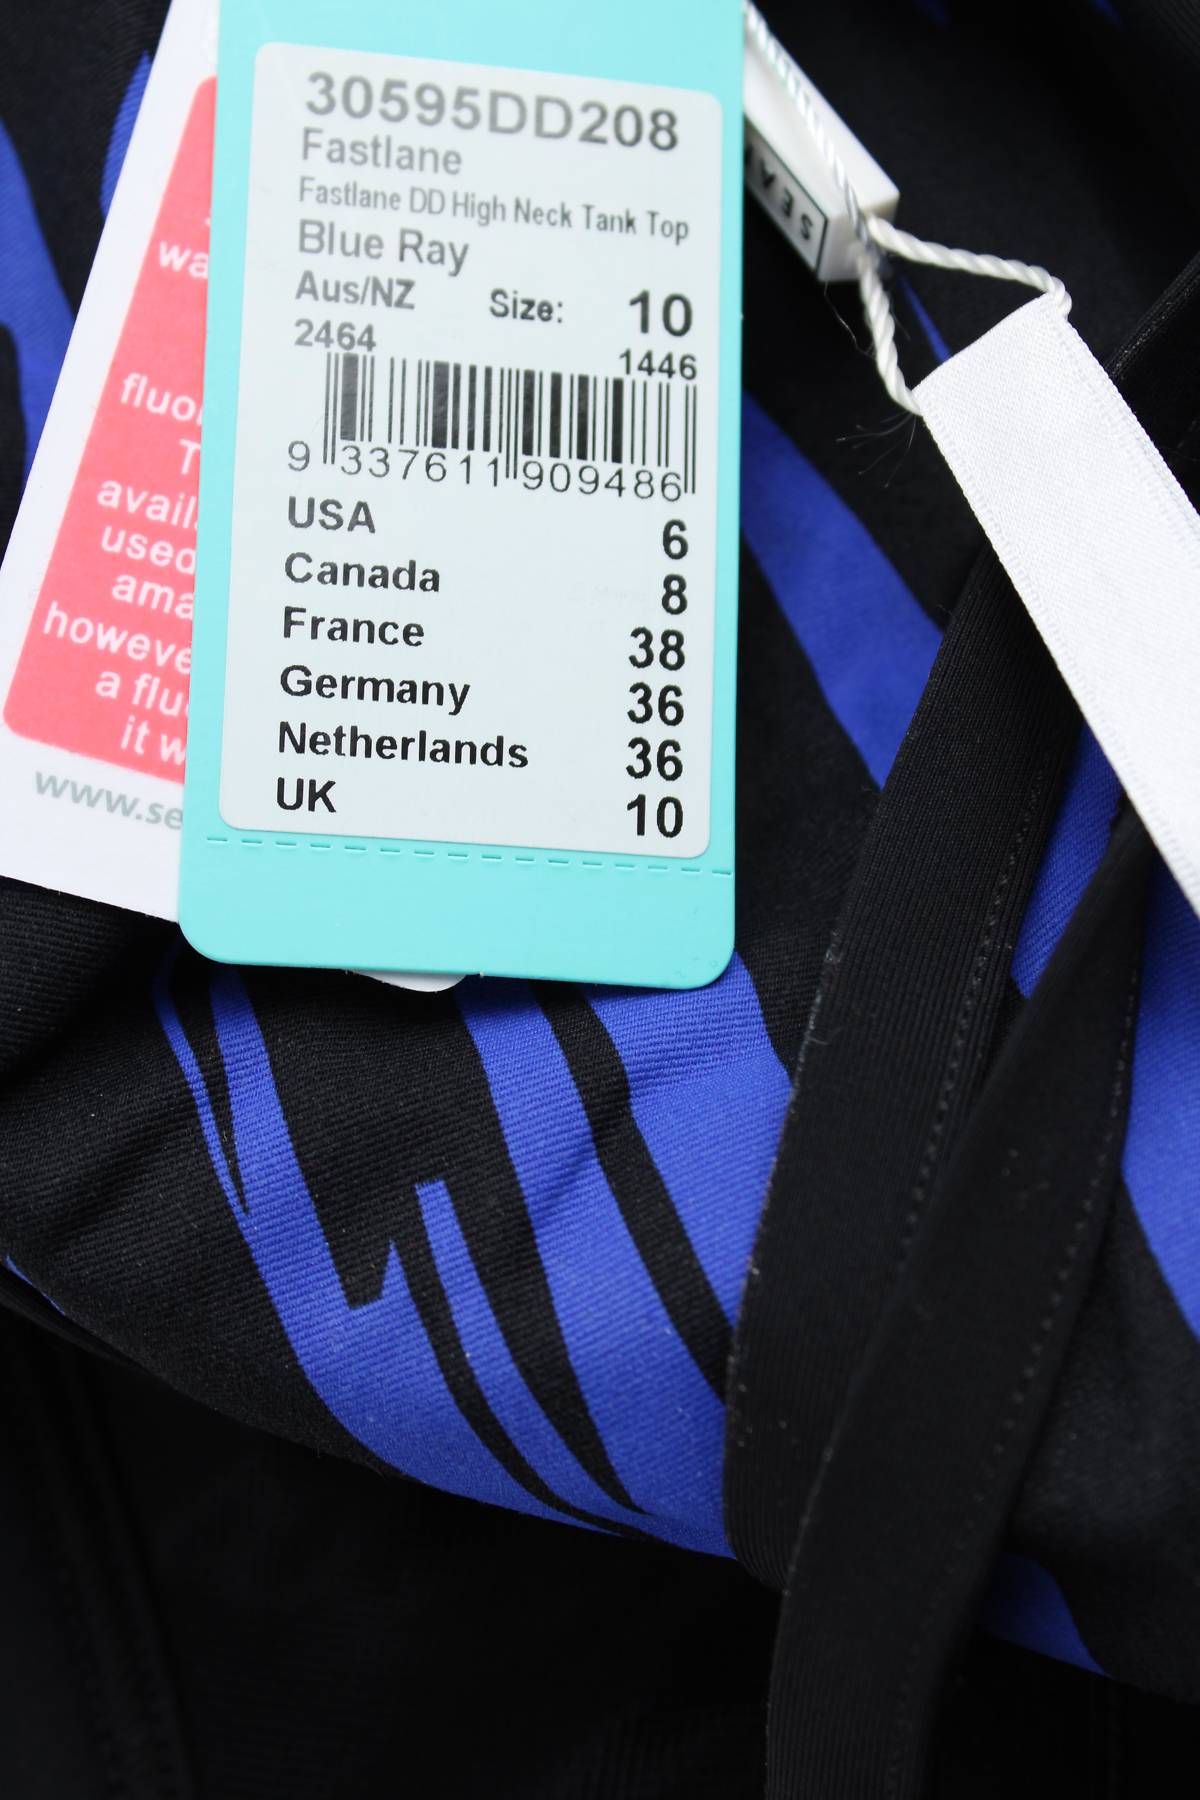 30595DD208
Fastlane
Fastlane DD High Neck Tank Top
Blue Ray
Aus/NZ Size: 10
2464
1446
9 337611 909486
USA 6
Canada 8
France 38
Germany 36
Netherlands 36
UK 10
wa
fluor
T
avail
used
ama
howeve
a flu
it w
www.se
SEA